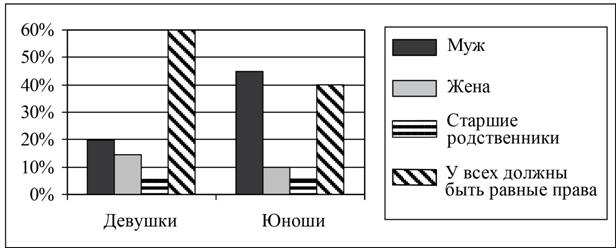 60%
50%
40%
30%
20%
10%
0%
Девушки
Юноши
Муж
Жена
Старшие
родственники
У всех должны
быть равные права